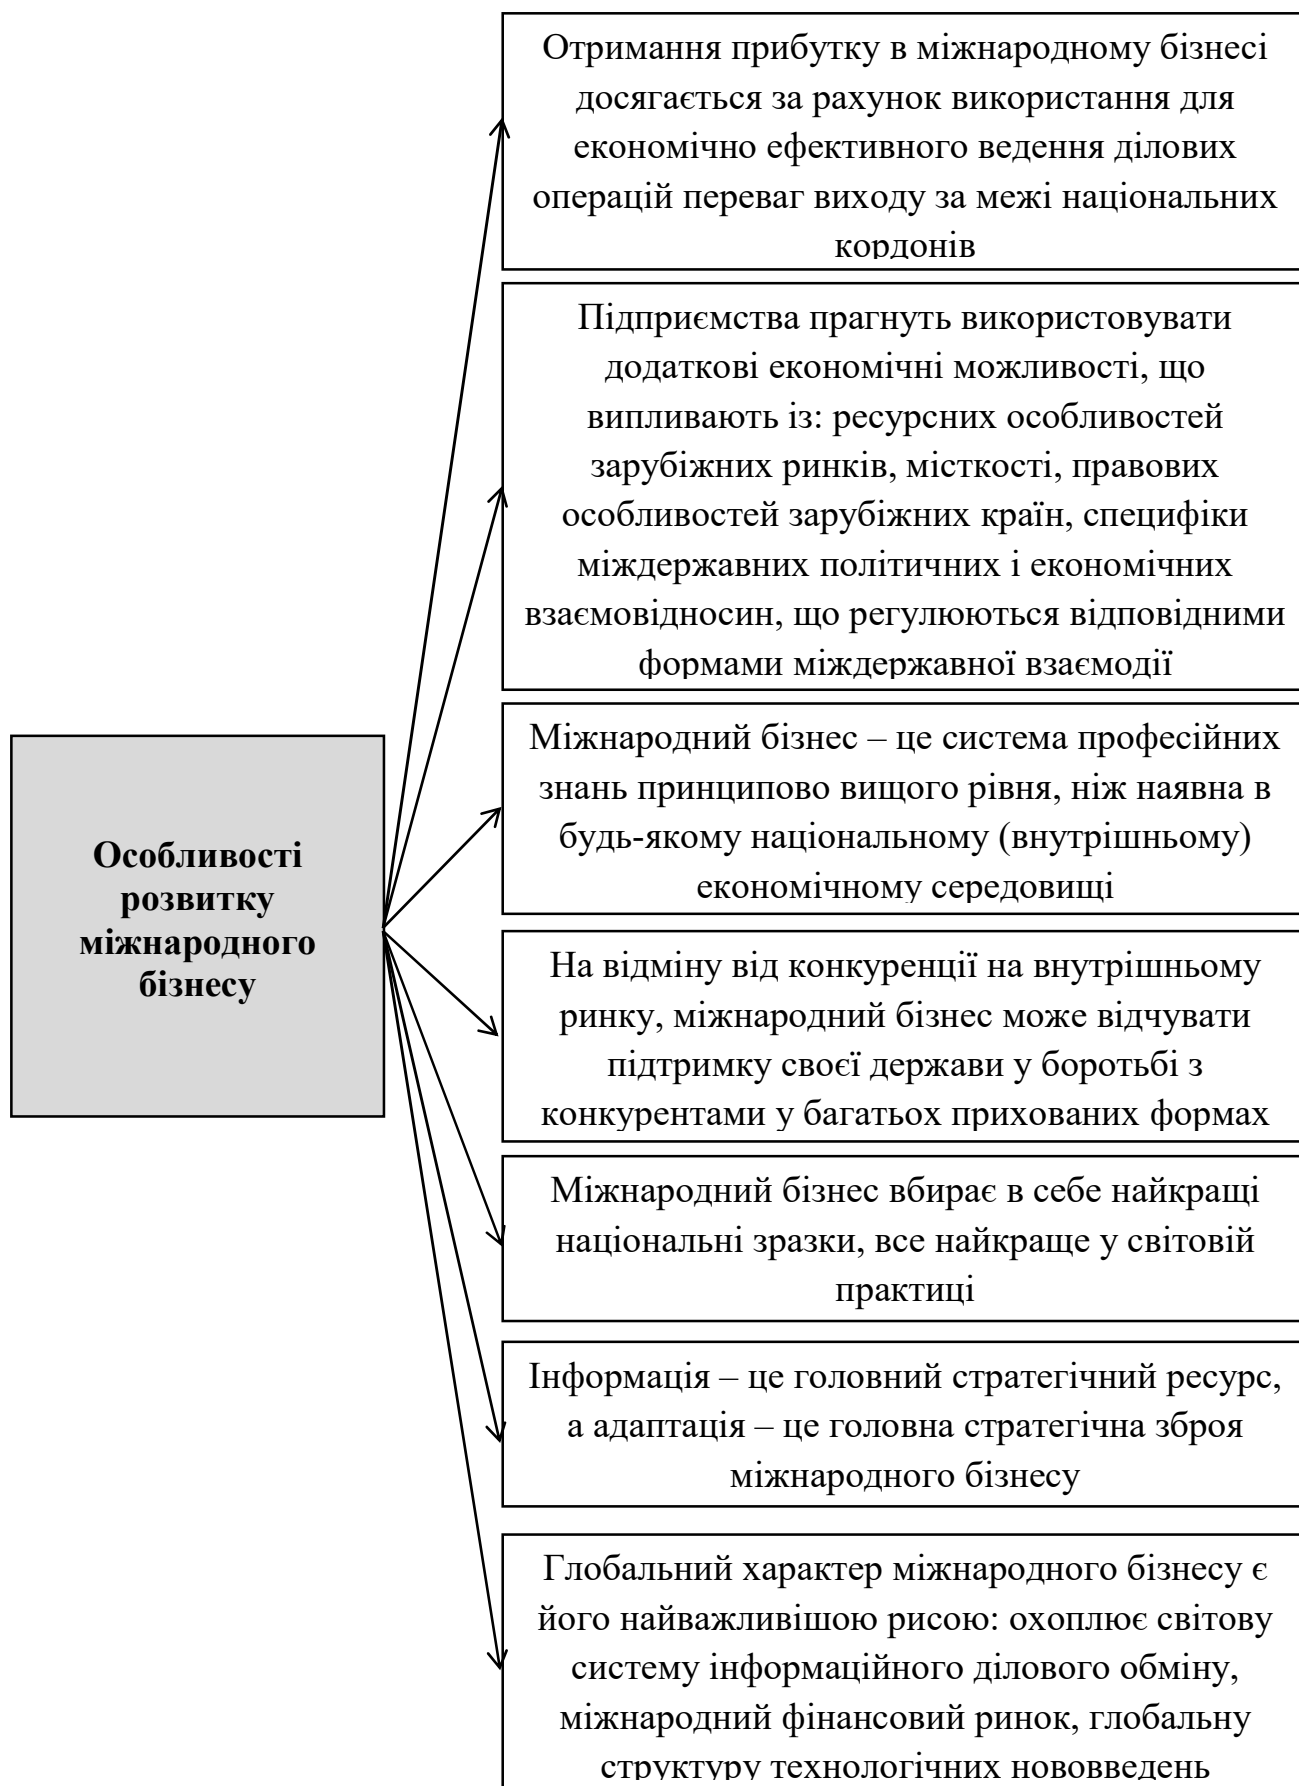 Отримання прибутку в міжнародному бізнесі
досягається за рахунок використання для
економічно ефективного ведення ділових
операцій переваг виходу за межі національних
кордонів
Підприємства прагнуть використовувати
додаткові економічні можливості, що
випливають із: ресурсних особливостей
зарубіжних ринків, місткості, правових
особливостей зарубіжних країн, специфіки
міждержавних політичних і економічних
взаємовідносин, що регулюються відповідними
формами міждержавної взаємодії
Міжнародний бізнес – це система професійних
знань принципово вищого рівня, ніж наявна в
будь-якому національному (внутрішньому)
економічному середовищі
Особливості
розвитку
міжнародного
бізнесу
На відміну від конкуренції на внутрішньому
ринку, міжнародний бізнес може відчувати
підтримку своєї держави у боротьбі з
конкурентами у багатьох прихованих формах
Міжнародний бізнес вбирає в себе найкращі
національні зразки, все найкраще у світовій
практиці
Інформація – це головний стратегічний ресурс,
а адаптація – це головна стратегічна зброя
міжнародного бізнесу
Глобальний характер міжнародного бізнесу є
його найважливішою рисою: охоплює світову
систему інформаційного ділового обміну,
міжнародний фінансовий ринок, глобальну
структуру технологічних нововведень